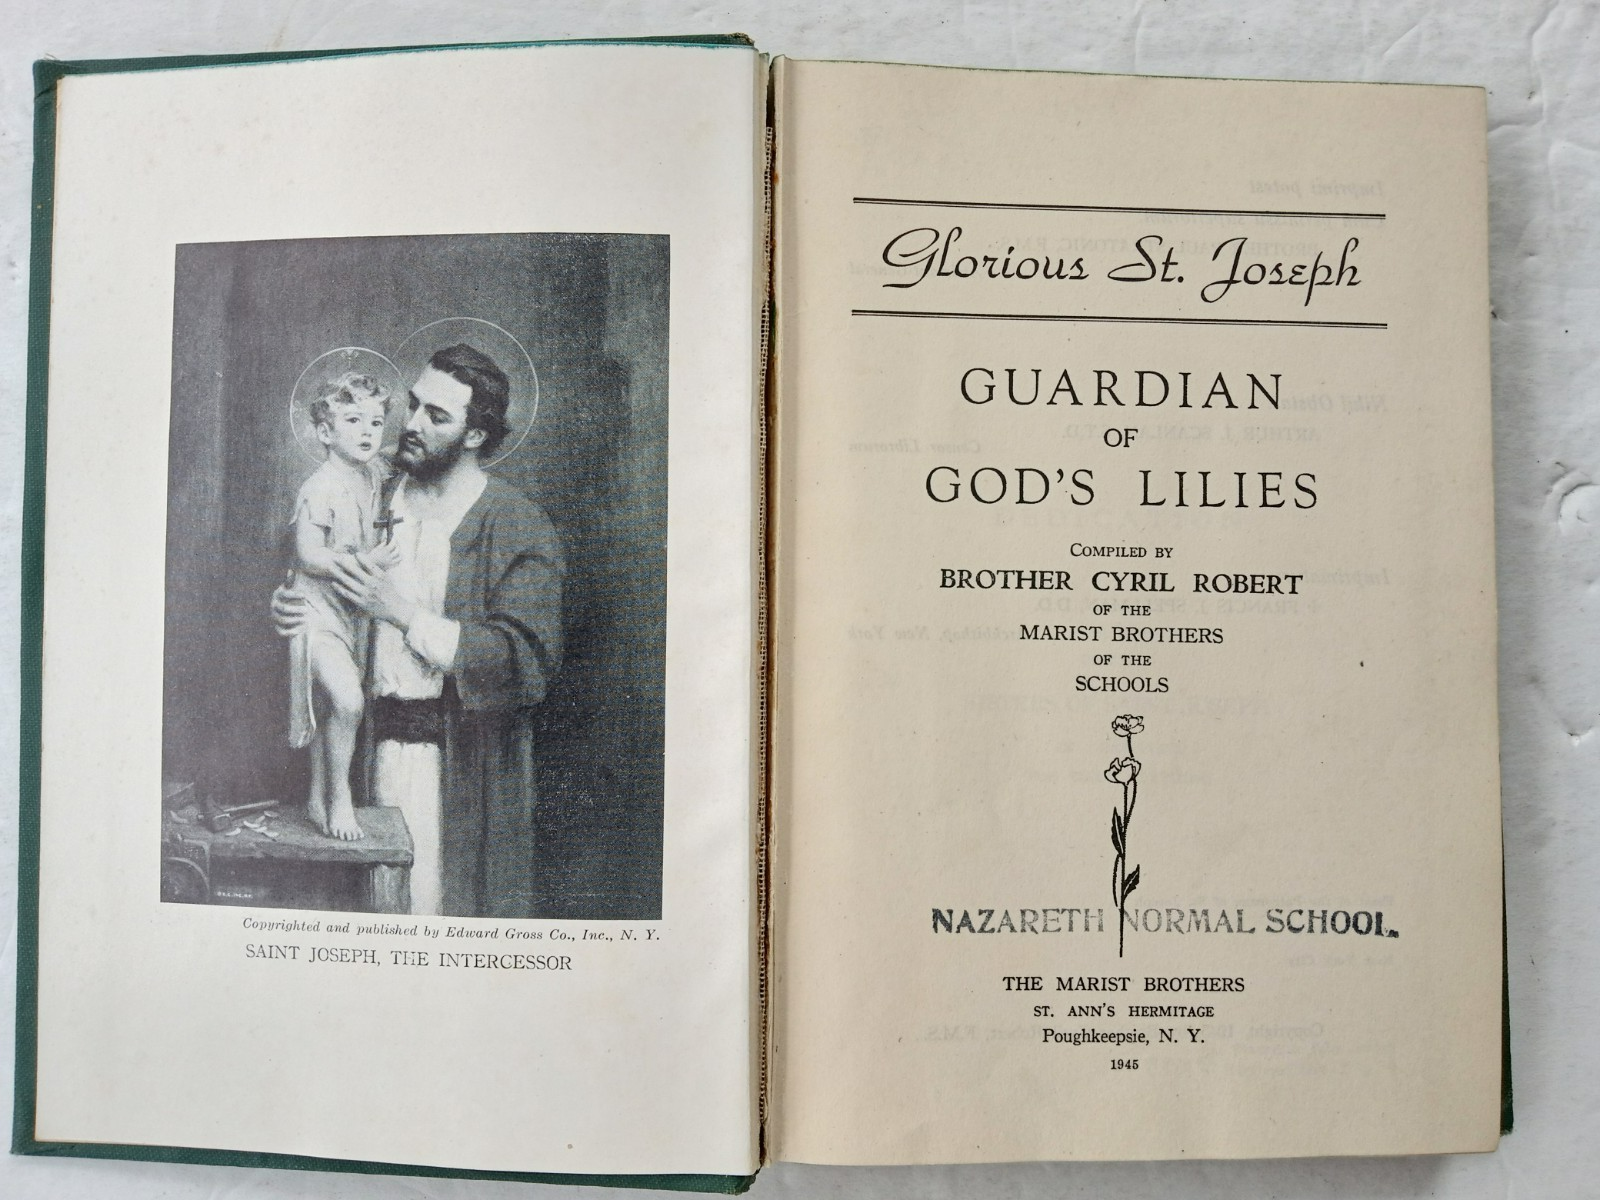 Copyrighted and published by Edward Gross Co., Inc., N. Y.
SAINT JOSEPH, THE INTERCESSOR
Glorious St. Joseph
GUARDIAN
OF
GOD'S LILIES
COMPILED BY
BROTHER CYRIL ROBERT
OF THE
MARIST BROTHERS
OF THE
SCHOOLS
NAZARETH NORMAL SCHOOL.
THE MARIST BROTHERS
ST. ANN'S HERMITAGE
Poughkeepsie, N. Y.
1945